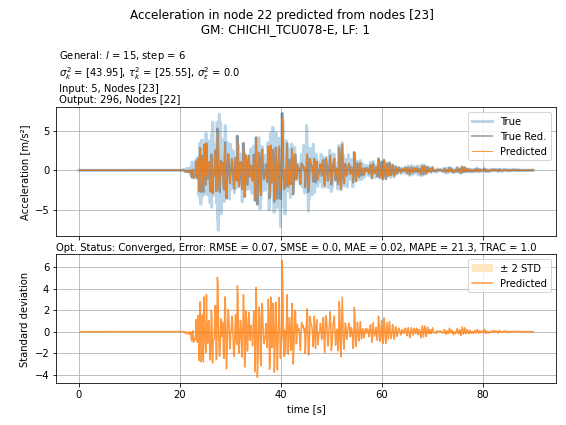 Acceleration in node 22 predicted from nodes [23]
GM: CHICHI_TCU078-E, LF: 1
General: l = 15, step = 6
σ²ₖ = [43.95], τ²ₖ = [25.55], σ²ε = 0.0
Input: 5, Nodes [23]
Output: 296, Nodes [22]
True
True Red.
Predicted
Acceleration [m/s²]
5
0
−5
Opt. Status: Converged, Error: RMSE = 0.07, SMSE = 0.0, MAE = 0.02, MAPE = 21.3, TRAC = 1.0
± 2 STD
Predicted
Standard deviation
6
4
2
0
−2
−4
0 20 40 60 80
time [s]